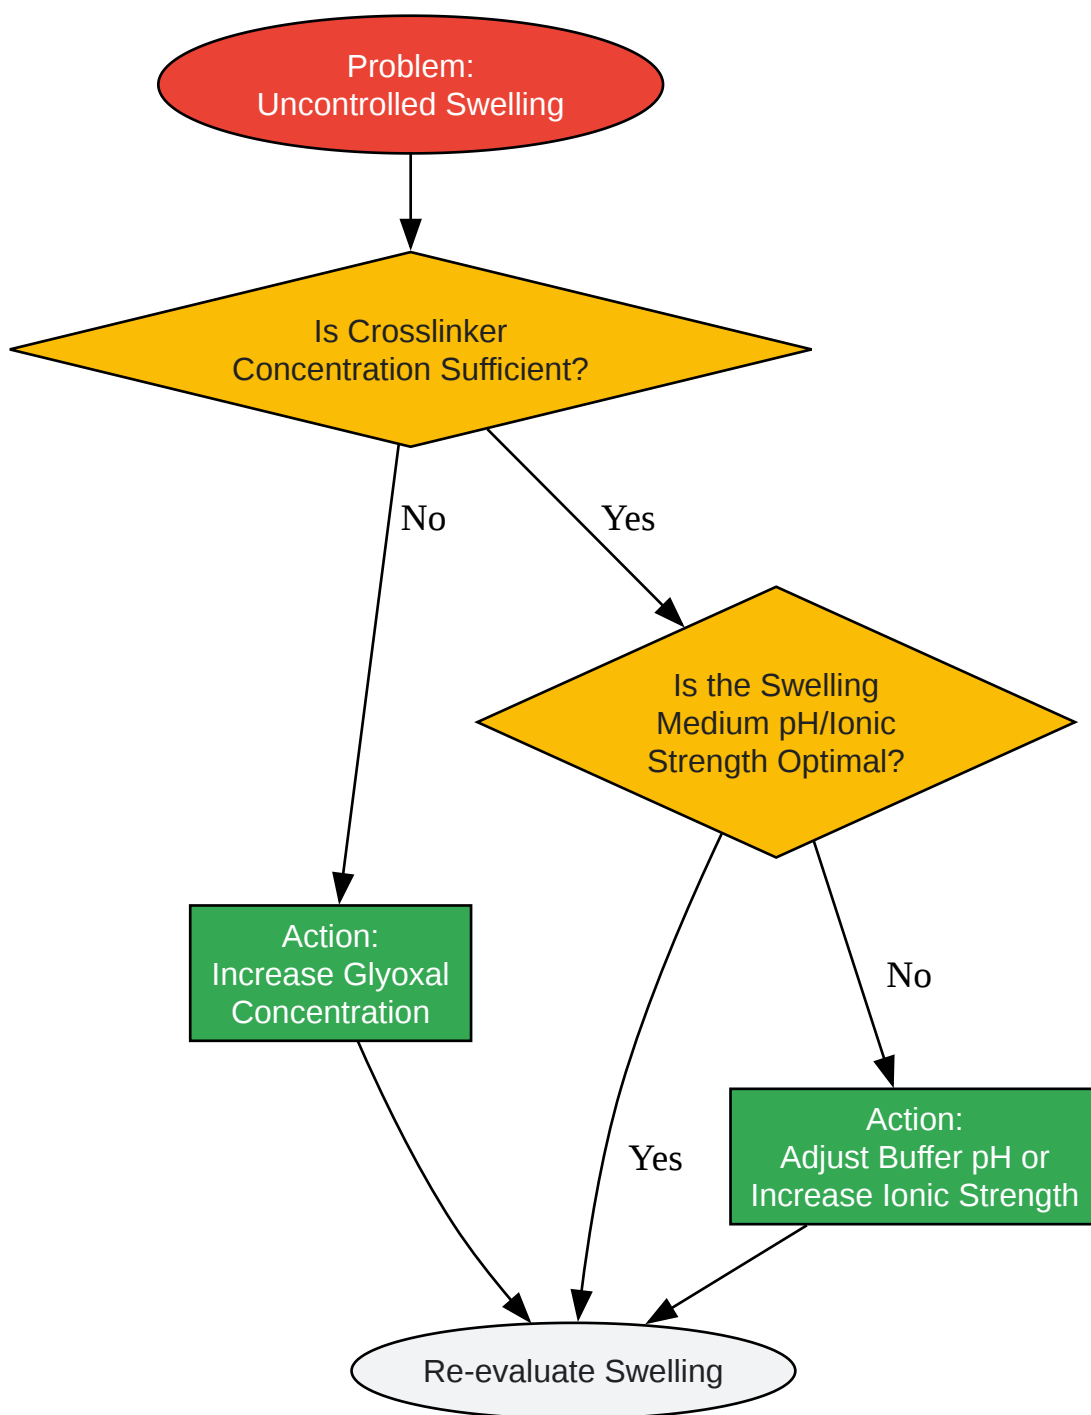 Problem:
Uncontrolled Swelling
Is Crosslinker
Concentration Sufficient?
No
Yes
Is the Swelling
Medium pH/Ionic
Strength Optimal?
Action:
Increase Glyoxal
Concentration
No
Action:
Adjust Buffer pH or
Increase Ionic Strength
Yes
Re-evaluate Swelling